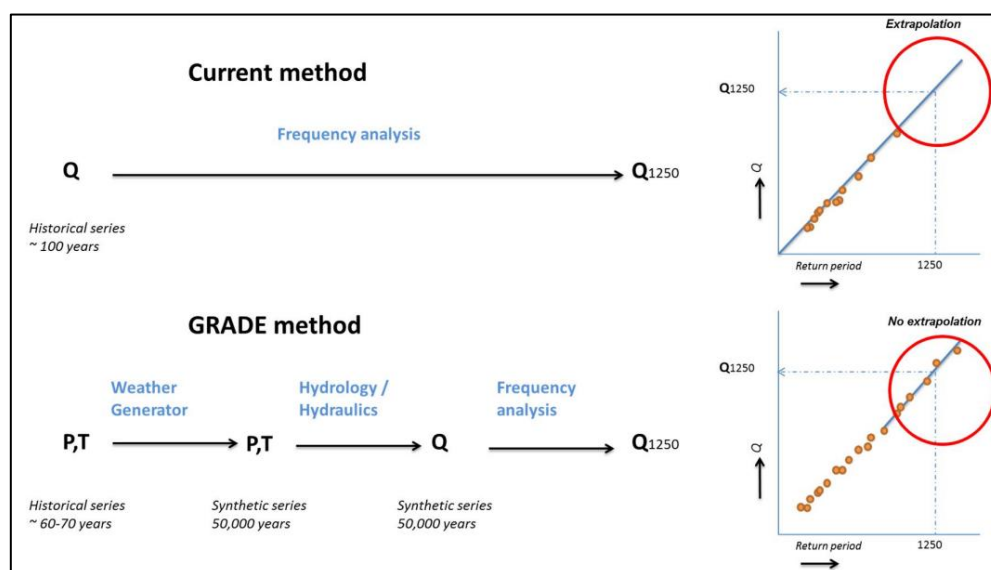 Current method
Frequency analysis
Q
Q1250
Historical series
~ 100 years
Extrapolation
Q1250
Q
Return period
1250
GRADE method
Weather
Generator
Hydrology /
Hydraulics
Frequency
analysis
P,T
P,T
Q
Q1250
Historical series
~ 60-70 years
Synthetic series
50,000 years
Synthetic series
50,000 years
No extrapolation
Q1250
Q
Return period
1250